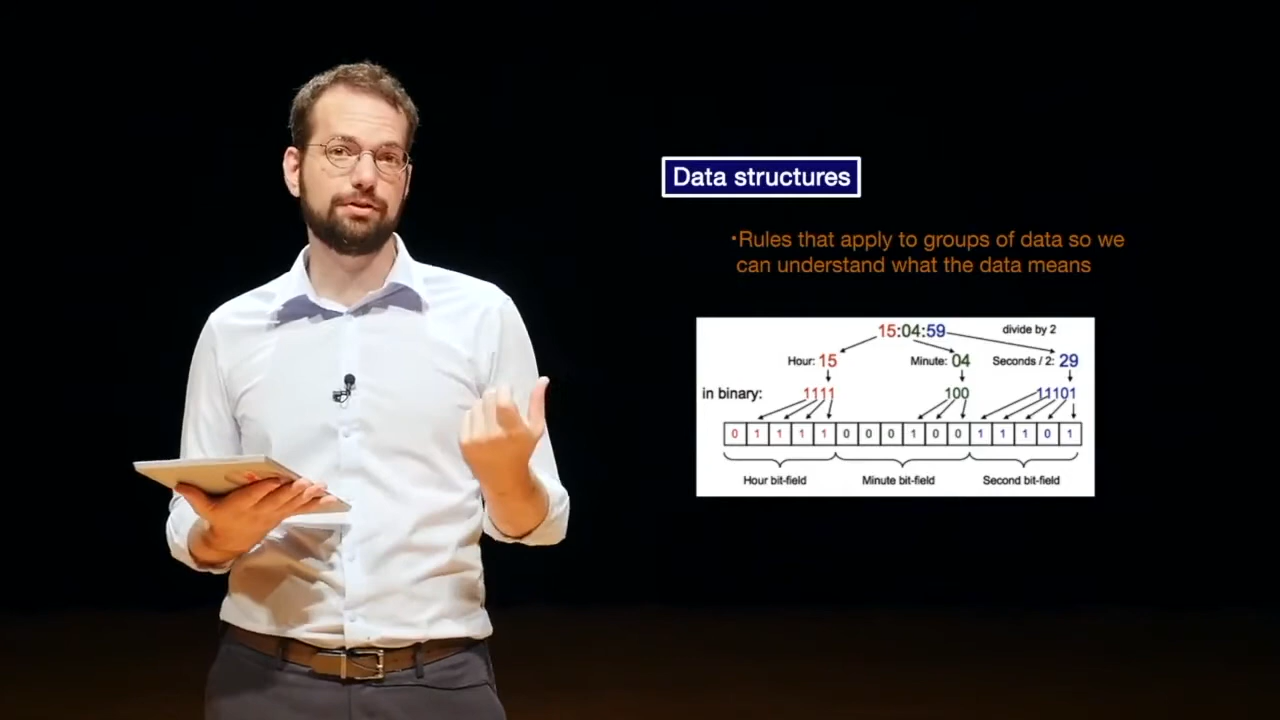 Data structures
•Rules that apply to groups of data so we
can understand what the data means
15:04:59 divide by 2
Hour: 15 Minute: 04 Seconds / 2: 29
in binary: 1111 100 11101
0 1 1 1 1 0 0 0 1 0 0 1 1 1 0 1
Hour bit-field Minute bit-field Second bit-field